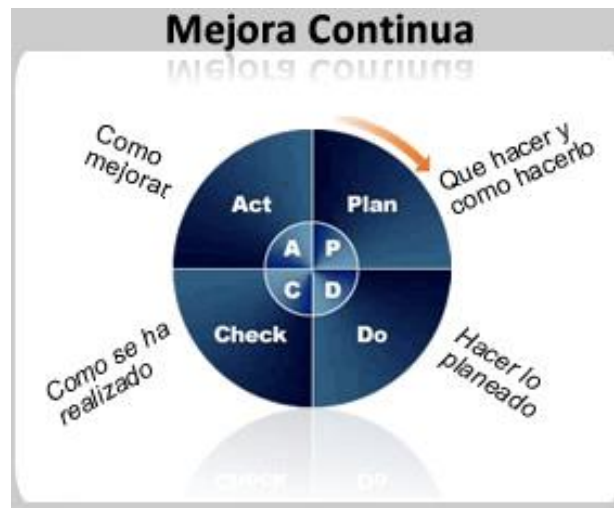 Mejora Continua
Como
mejorar
Que hacer y
como hacerlo
Act
Plan
A
P
C
D
Check
Do
Como se ha
realizado
Hacer lo
planeado